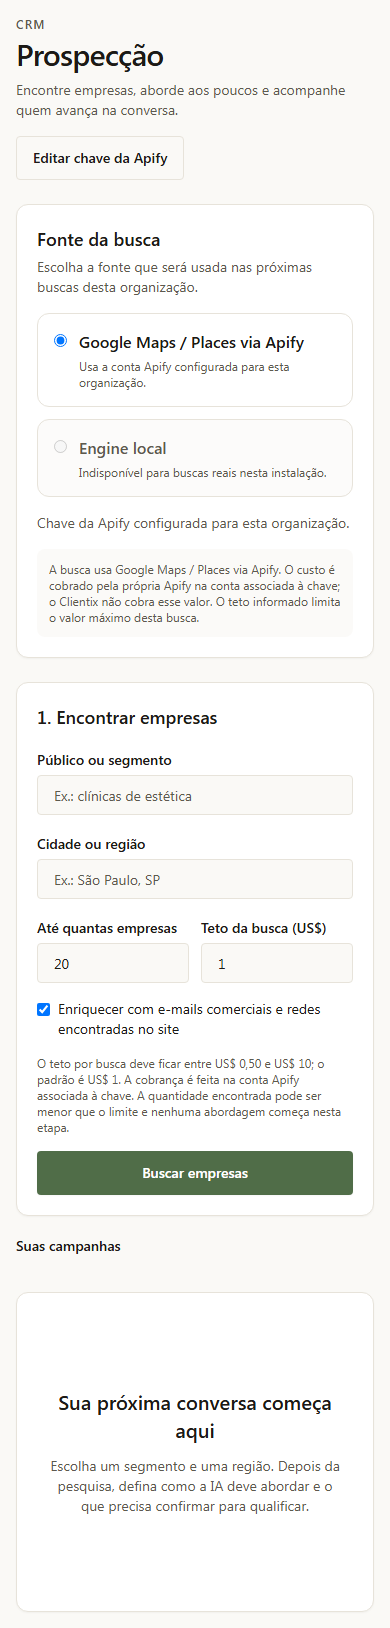 CRM
Prospecção
Encontre empresas, aborde aos poucos e acompanhe
quem avança na conversa.
Editar chave da Apify
Fonte da busca
Escolha a fonte que será usada nas próximas
buscas desta organização.
Google Maps / Places via Apify
Usa a conta Apify configurada para esta
organização.
Engine local
Indisponível para buscas reais nesta instalação.
Chave da Apify configurada para esta organização.
A busca usa Google Maps / Places via Apify. O custo é
cobrado pela própria Apify na conta associada à chave;
o Clientix não cobra esse valor. O teto informado limita
o valor máximo desta busca.
1. Encontrar empresas
Público ou segmento
Ex.: clínicas de estética
Cidade ou região
Ex.: São Paulo, SP
Até quantas empresas Teto da busca (US$)
20 1
Enriquecer com e-mails comerciais e redes
encontradas no site
O teto por busca deve ficar entre US$ 0,50 e US$ 10; o
padrão é US$ 1. A cobrança é feita na conta Apify
associada à chave. A quantidade encontrada pode ser
menor que o limite e nenhuma abordagem começa nesta
etapa.
Buscar empresas
Suas campanhas
Sua próxima conversa começa
aqui
Escolha um segmento e uma região. Depois da
pesquisa, defina como a IA deve abordar e o
que precisa confirmar para qualificar.